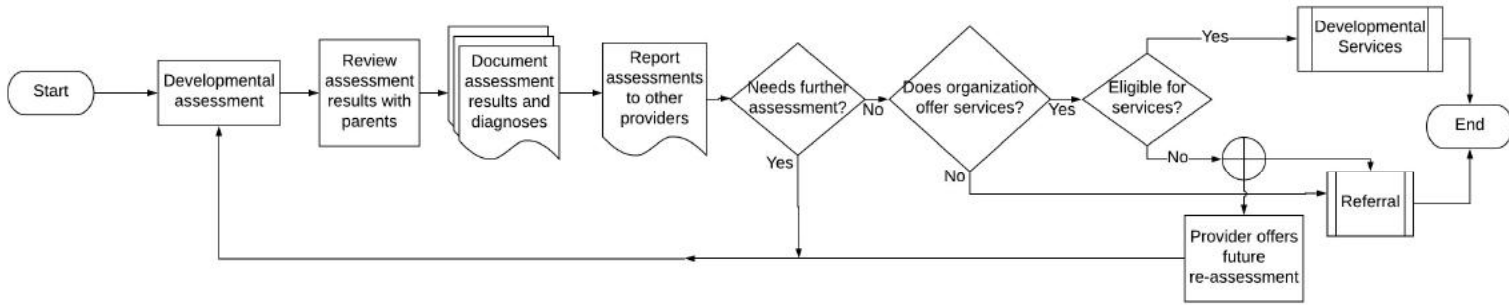 Start
Developmental
assessment
Review
assessment
results with
parents
Document
assessment
results and
diagnoses
Report
assessments
to other
providers
Needs further
assessment?
No
Yes
Does organization
offer services?
Yes
No
Eligible for
services?
Yes
No
Developmental
Services
End
Referral
Provider offers
future
re-assessment